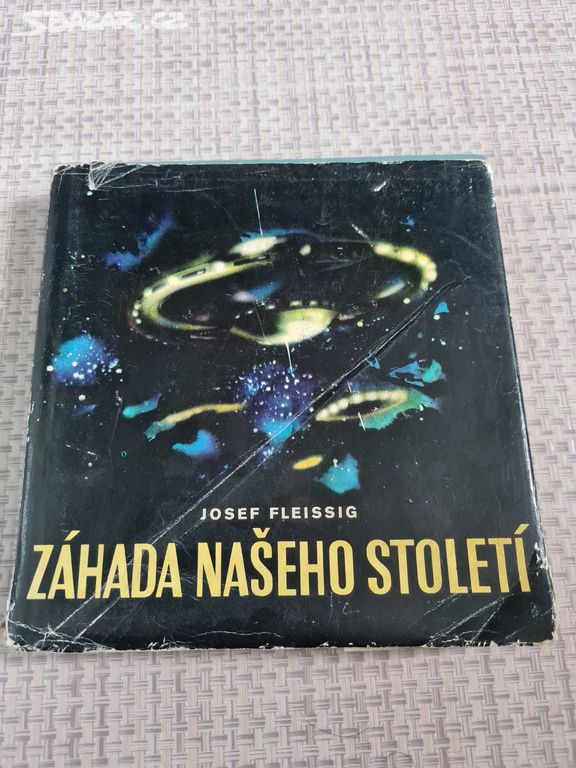 SBAZAR.CZ
JOSEF FLEISSIG
ZÁHADA NAŠEHO STOLETÍ